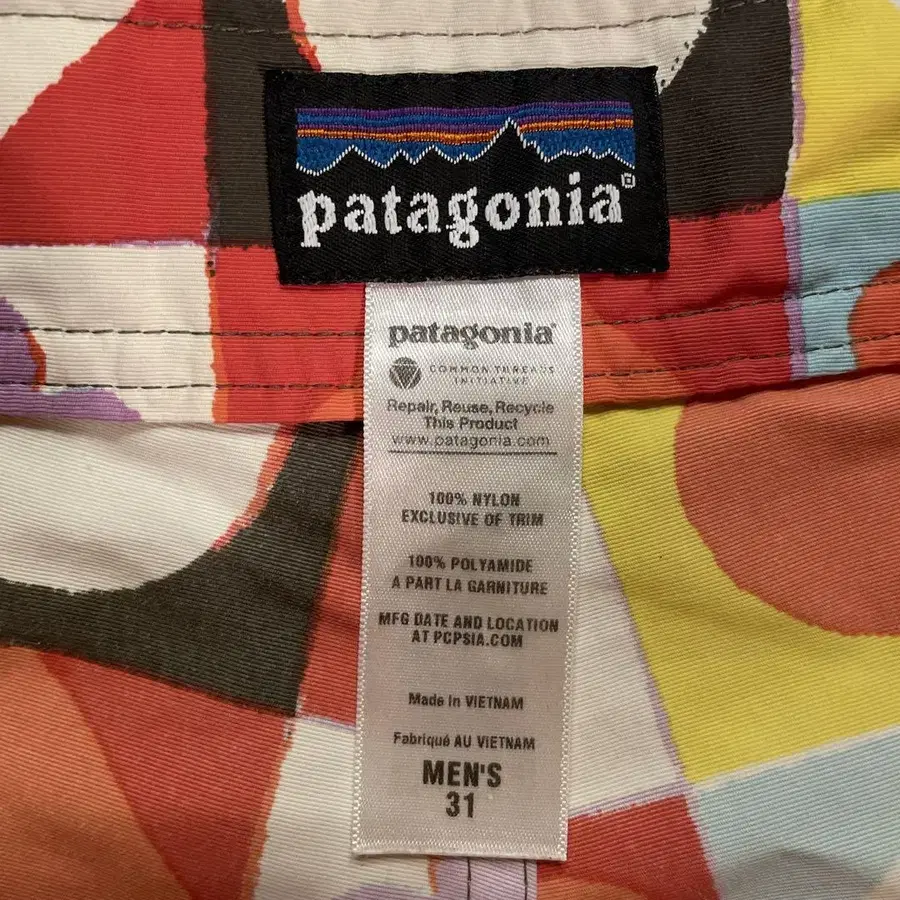 patagonia®
patagonia®
COMMON THREADS
INITIATIVE
Repair, Reuse, Recycle
This Product
www.patagonia.com
100% NYLON
EXCLUSIVE OF TRIM
100% POLYAMIDE
A PART LA GARNITURE
MFG DATE AND LOCATION
AT PCPSIA.COM
Made in VIETNAM
Fabriqué AU VIETNAM
MEN'S
31